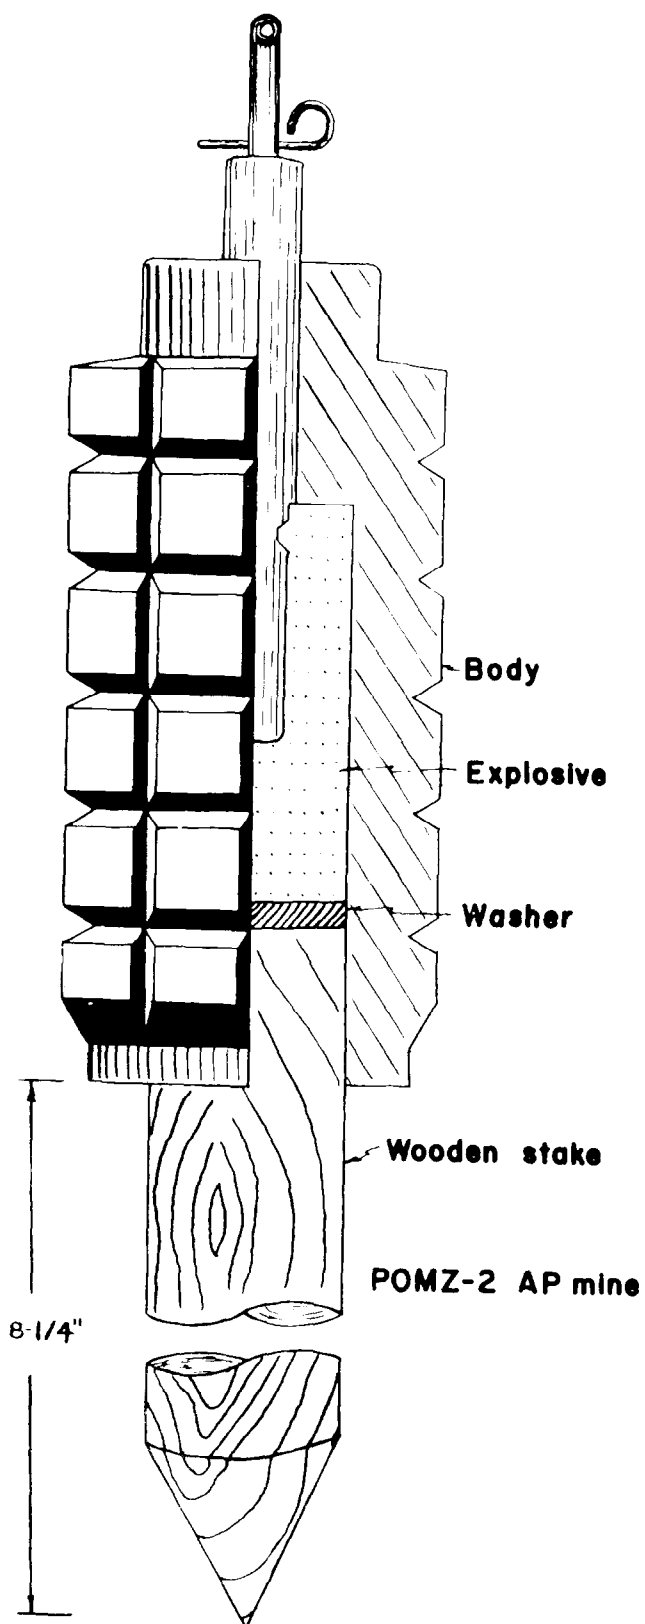 Body
Explosive
Washer
Wooden stake
POMZ-2 AP mine
8-1/4"